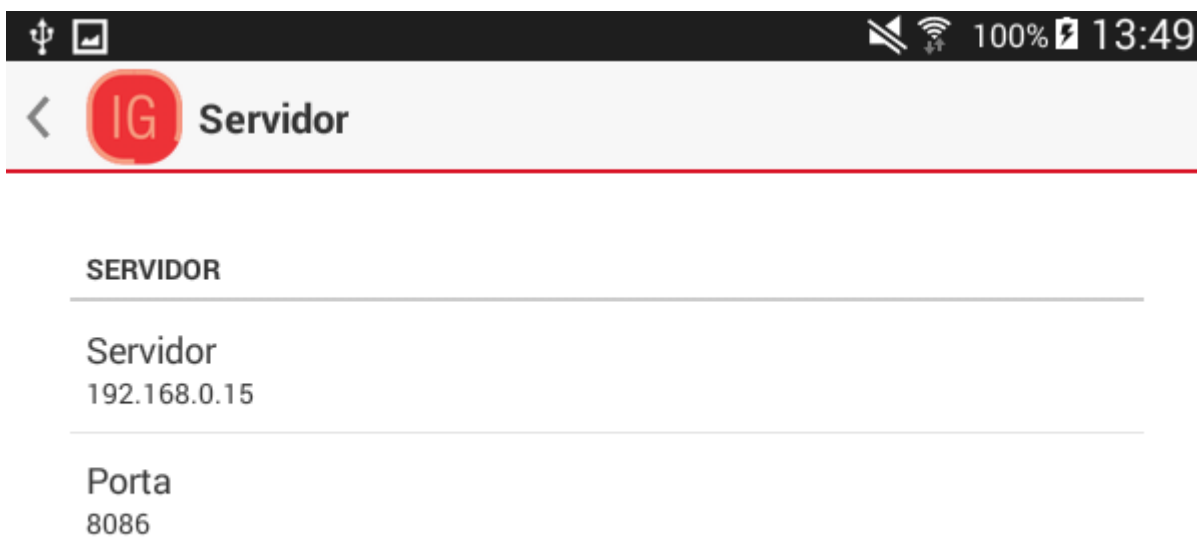 100% 13:49
IG Servidor
SERVIDOR
Servidor
192.168.0.15
Porta
8086